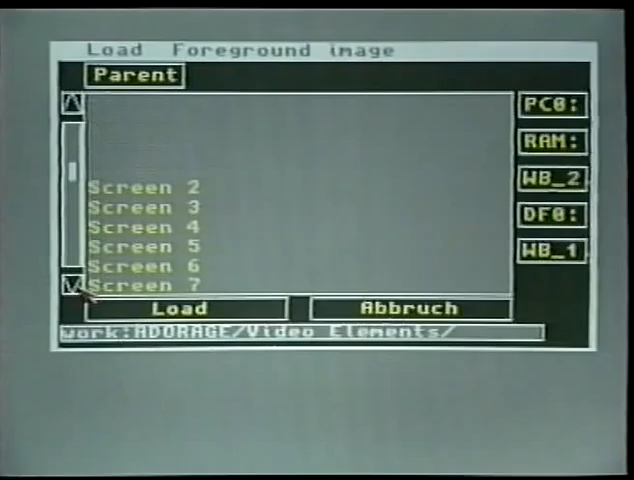 Load Foreground image
Parent
PC0:
RAM:
WB_2
DF0:
WB_1
Screen 2
Screen 3
Screen 4
Screen 5
Screen 6
Screen 7
Load
Abbruch
work:ADORAGE/Video Elements/